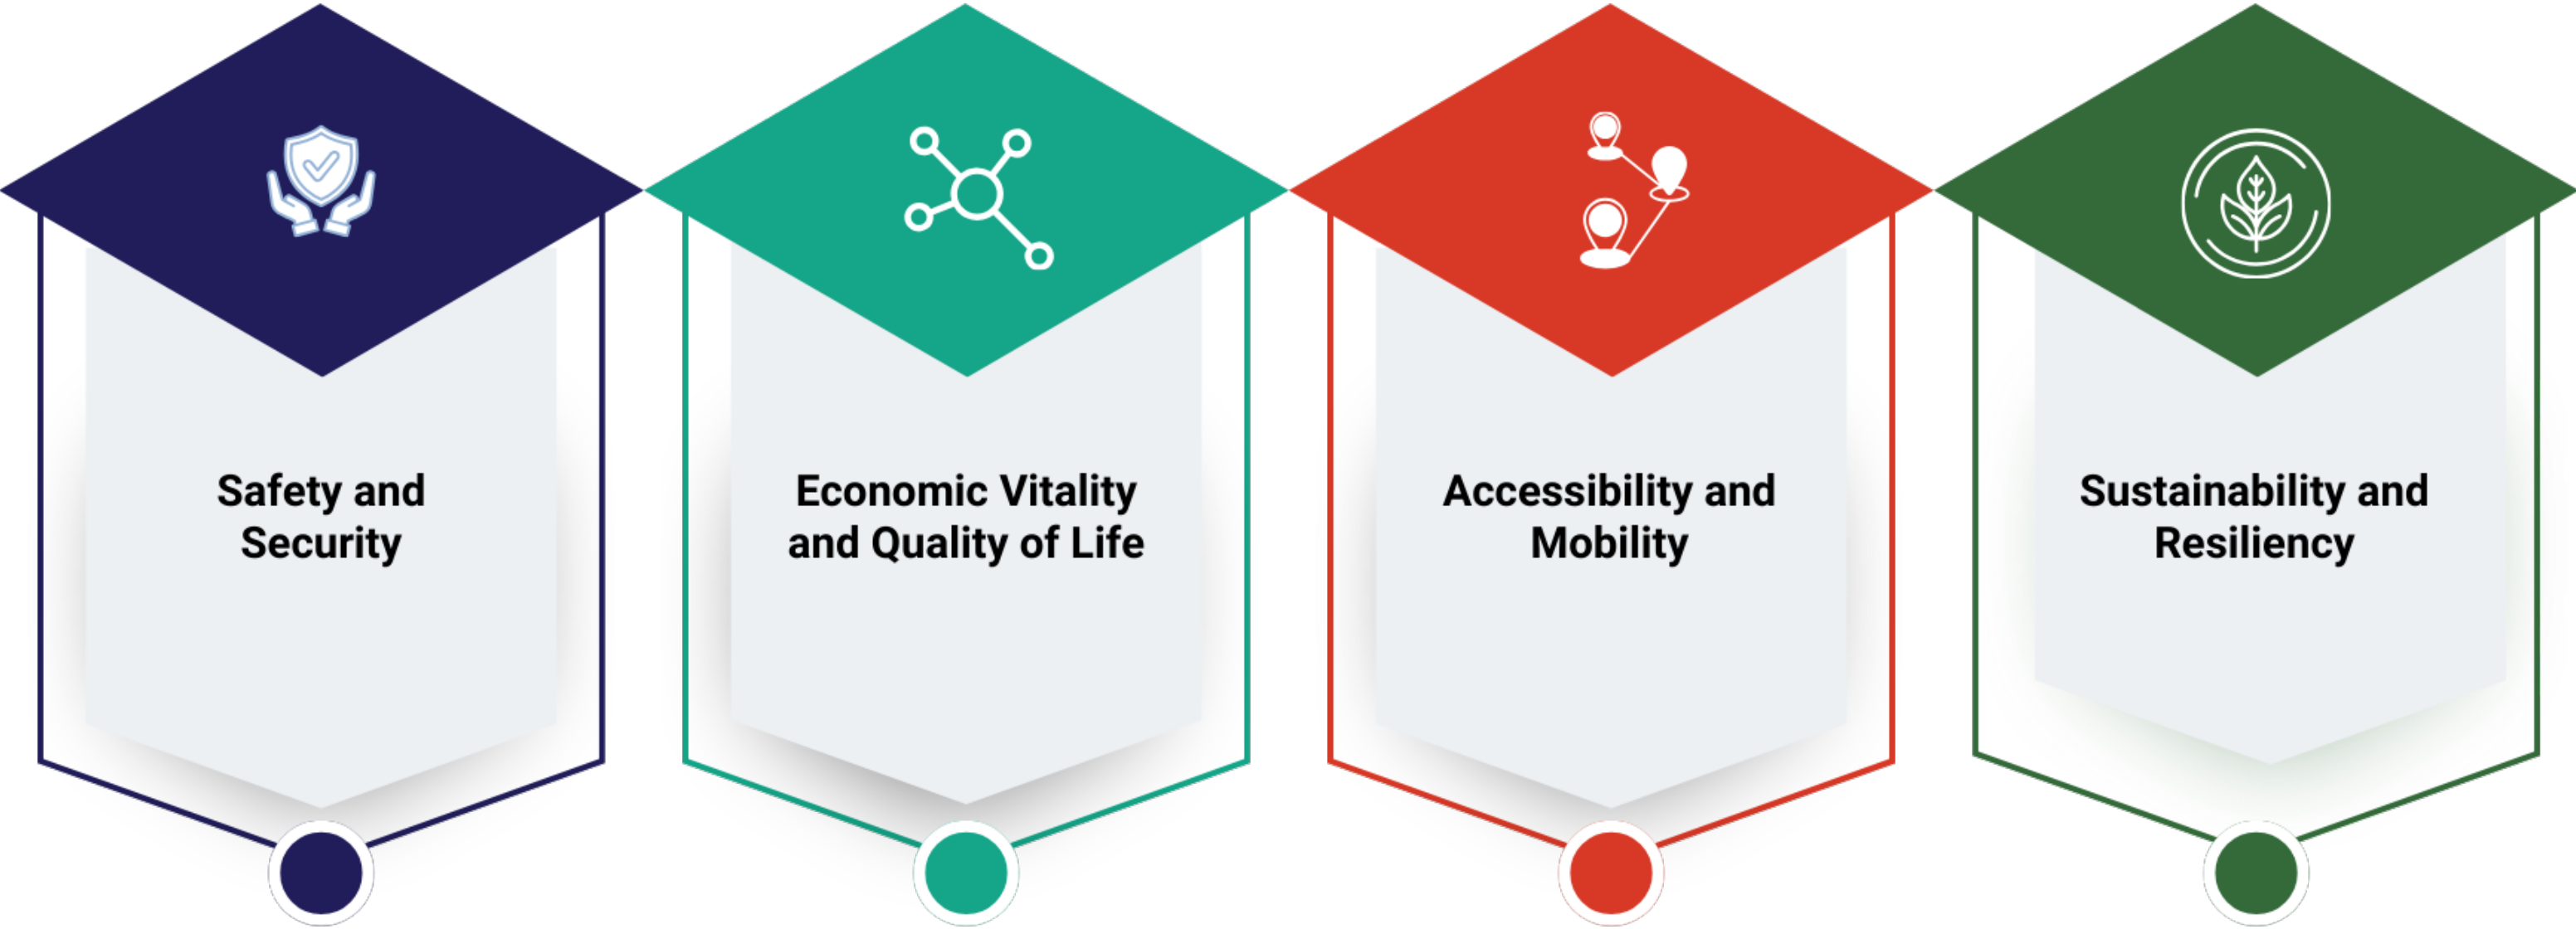 Safety and
Security
Economic Vitality
and Quality of Life
Accessibility and
Mobility
Sustainability and
Resiliency